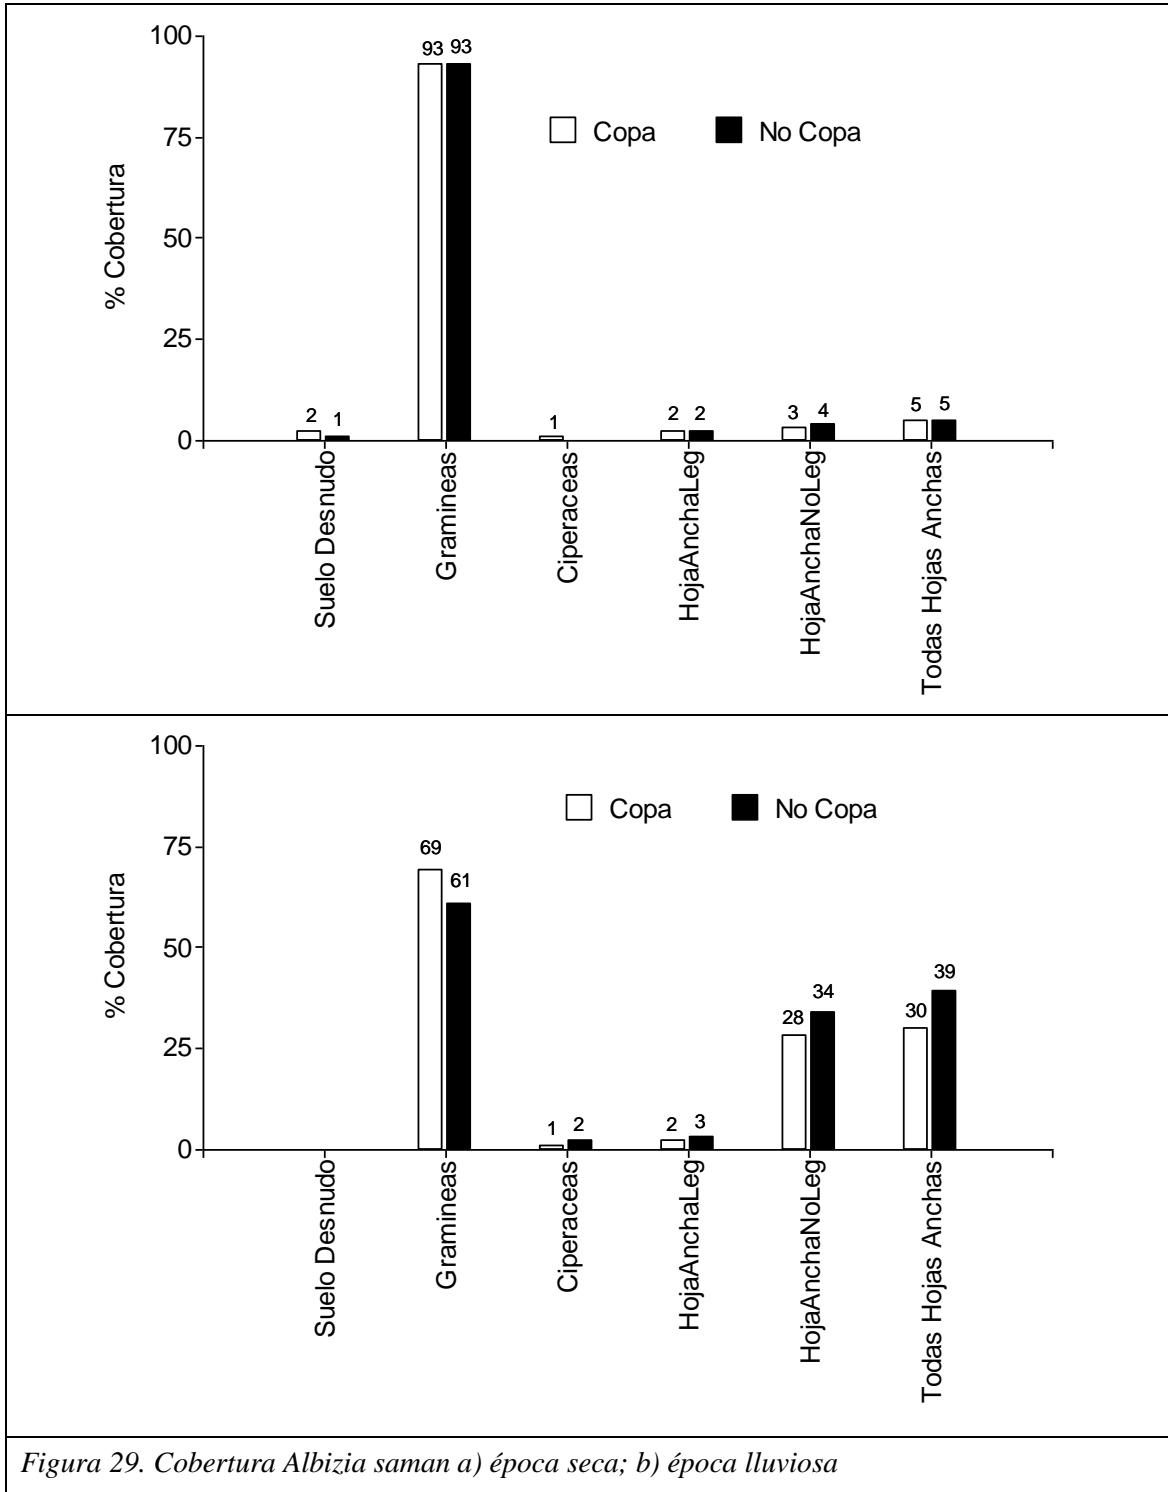 100
93 93
Copa No Copa
75
% Cobertura
50
25
2 1 1 2 2 3 4 5 5
0
Suelo Desnudo
Gramineas
Ciperaceas
HojaAnchaLeg
HojaAnchaNoLeg
Todas Hojas Anchas
100
Copa No Copa
75
69
61
% Cobertura
50
39
34
28 30
25
1 2 2 3
0
Suelo Desnudo
Gramineas
Ciperaceas
HojaAnchaLeg
HojaAnchaNoLeg
Todas Hojas Anchas
Figura 29. Cobertura Albizia saman a) época seca; b) época lluviosa